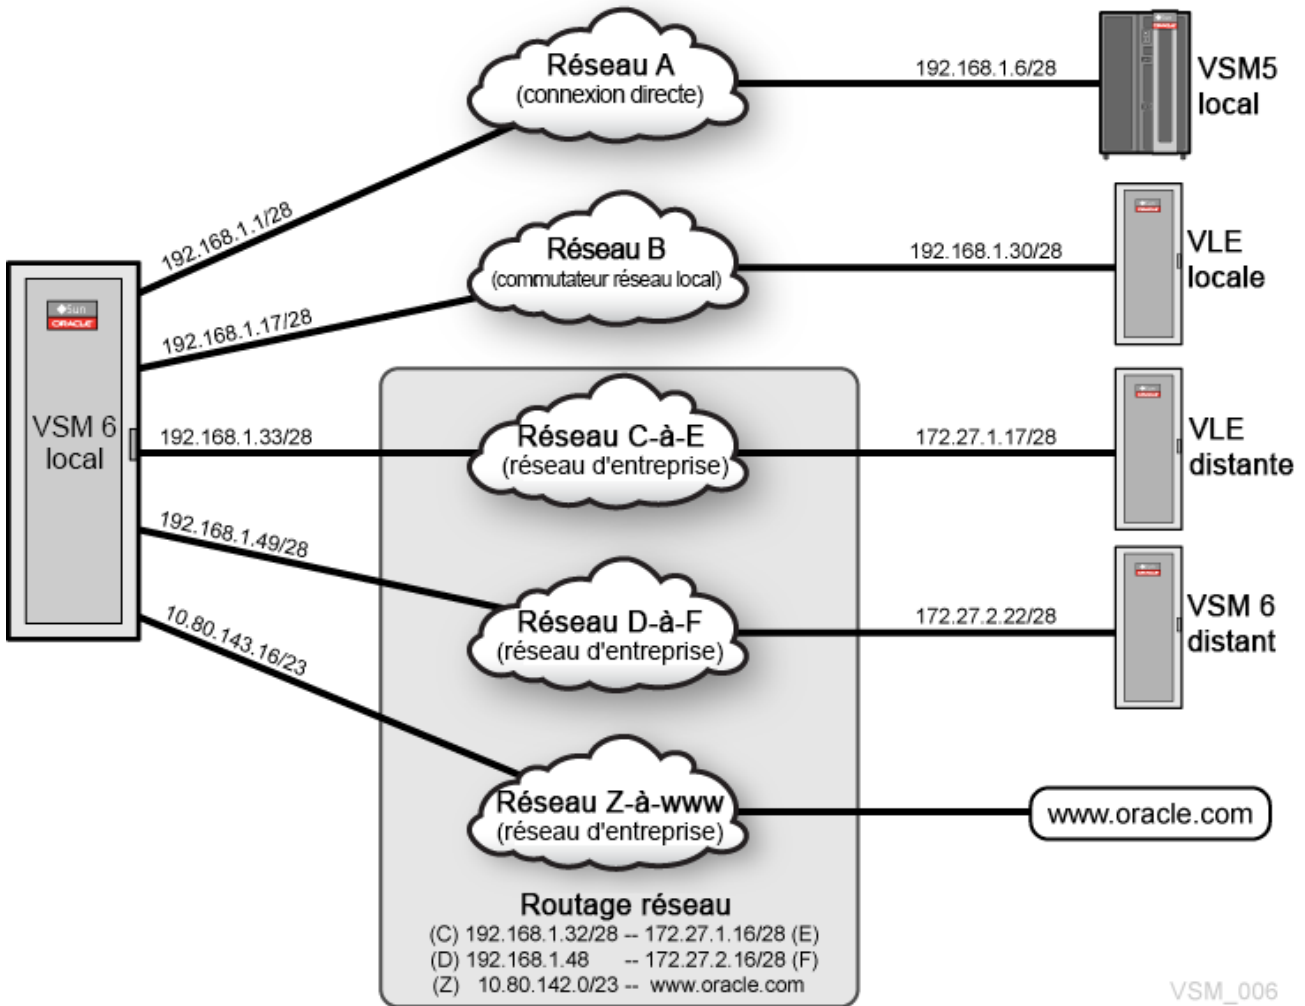 Réseau A
(connexion directe)
192.168.1.6/28
VSM5
local
192.168.1.1/28
Sun
ORACLE
Réseau B
(commutateur réseau local)
192.168.1.30/28
VLE
locale
192.168.1.17/28
VSM 6
local
192.168.1.33/28
Réseau C-à-E
(réseau d'entreprise)
172.27.1.17/28
VLE
distante
192.168.1.49/28
Réseau D-à-F
(réseau d'entreprise)
172.27.2.22/28
VSM 6
distant
10.80.143.16/23
Réseau Z-à-www
(réseau d'entreprise)
www.oracle.com
Routage réseau
(C) 192.168.1.32/28 -- 172.27.1.16/28 (E)
(D) 192.168.1.48 -- 172.27.2.16/28 (F)
(Z) 10.80.142.0/23 -- www.oracle.com
VSM_006